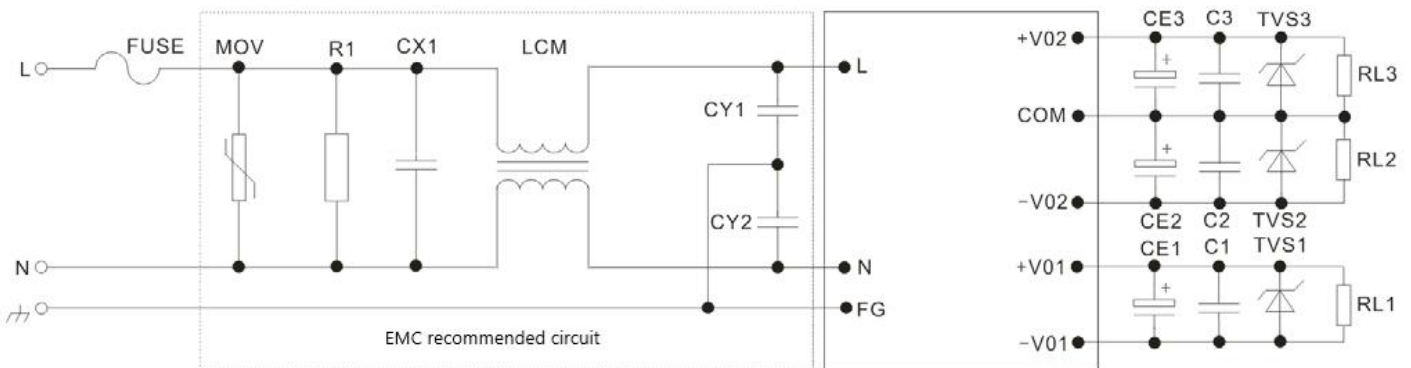 CE3 C3 TVS3
FUSE MOV R1 CX1 LCM +V02
L L RL3
CY1 COM
RL2
CY2 -V02
CE2 C2 TVS2
CE1 C1 TVS1
N N +V01
FG RL1
EMC recommended circuit
-V01